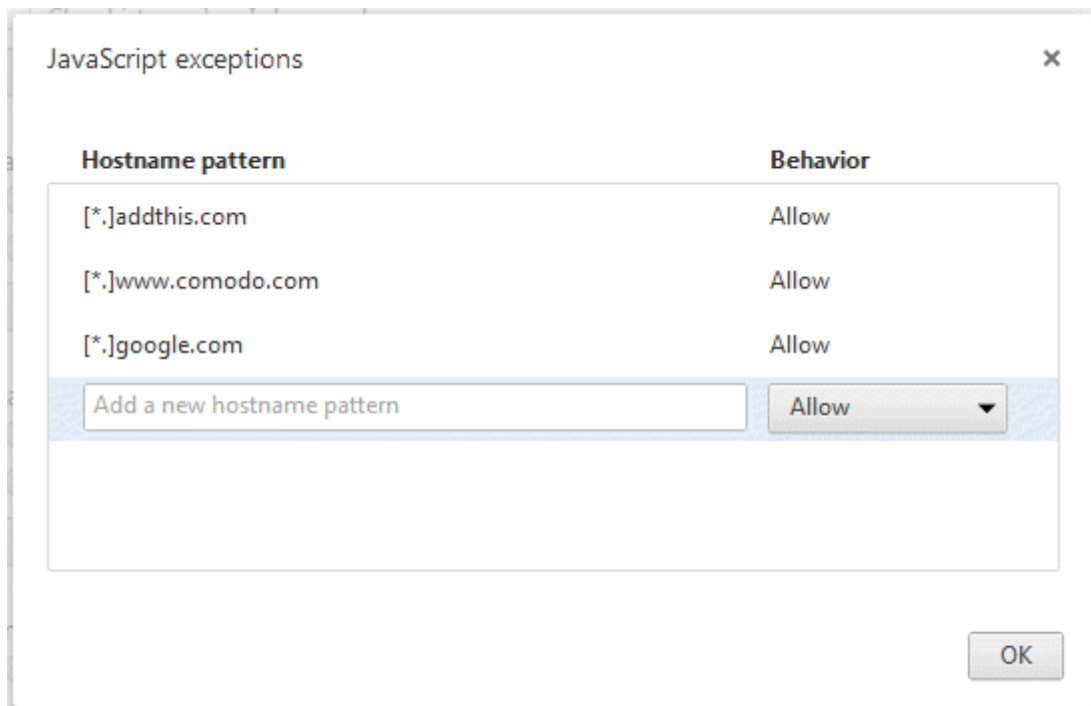 JavaScript exceptions ×
Hostname pattern Behavior
[*.]addthis.com Allow
[*.]www.comodo.com Allow
[*.]google.com Allow
Add a new hostname pattern Allow
OK